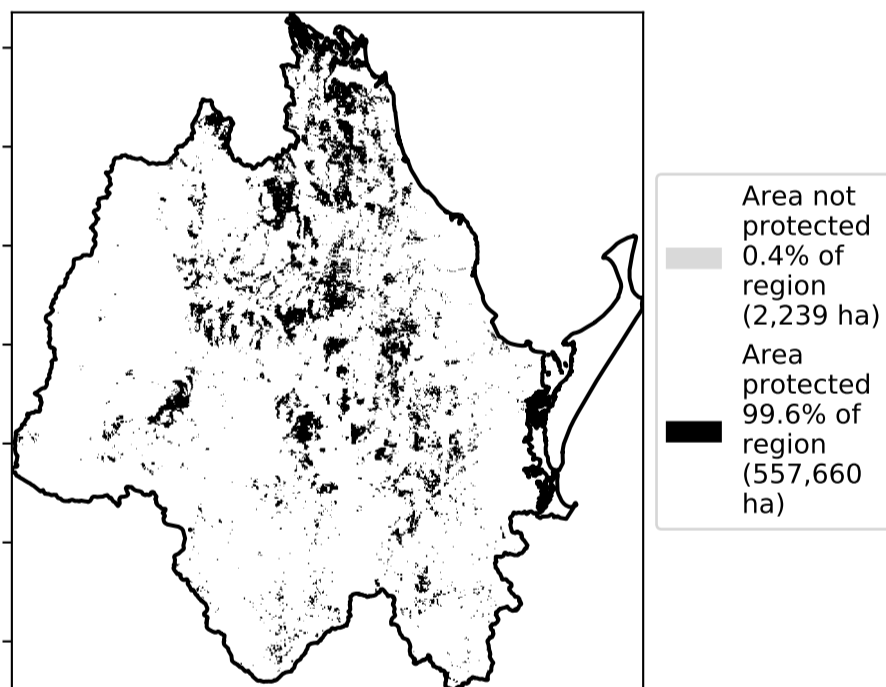 Area not
protected
0.4% of
region
(2,239 ha)
Area
protected
99.6% of
region
(557,660
ha)